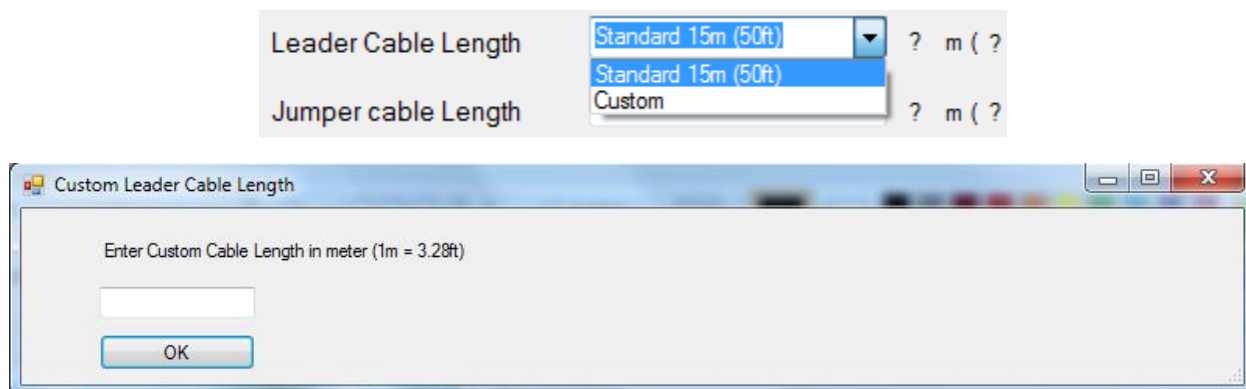 Leader Cable Length Standard 15m (50ft) ? m ( ?
Standard 15m (50ft)
Custom
Jumper cable Length ? m ( ?
Custom Leader Cable Length
Enter Custom Cable Length in meter (1m = 3.28ft)
OK